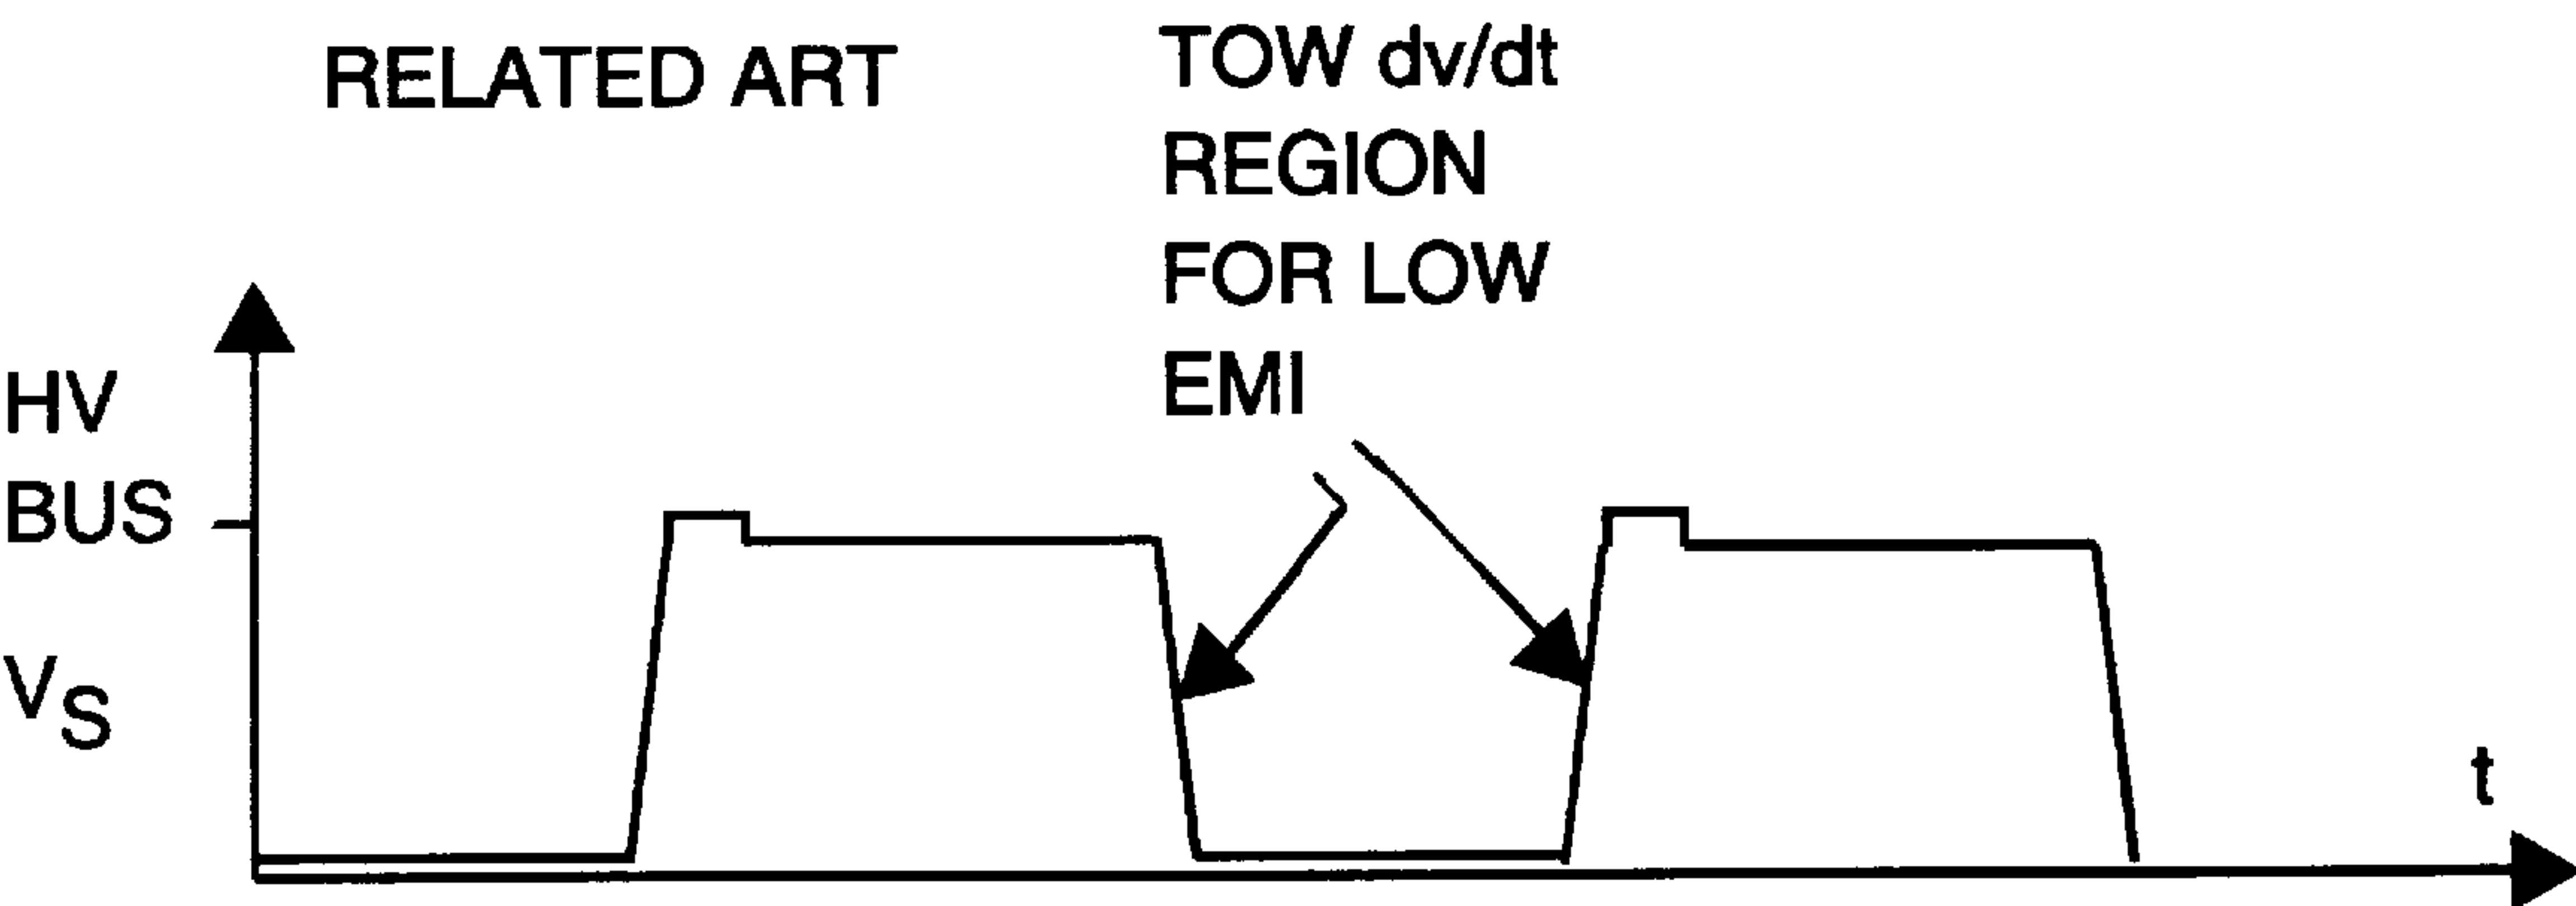 RELATED ART
TOW dv/dt
REGION
FOR LOW
EMI
HV
BUS
VS
t